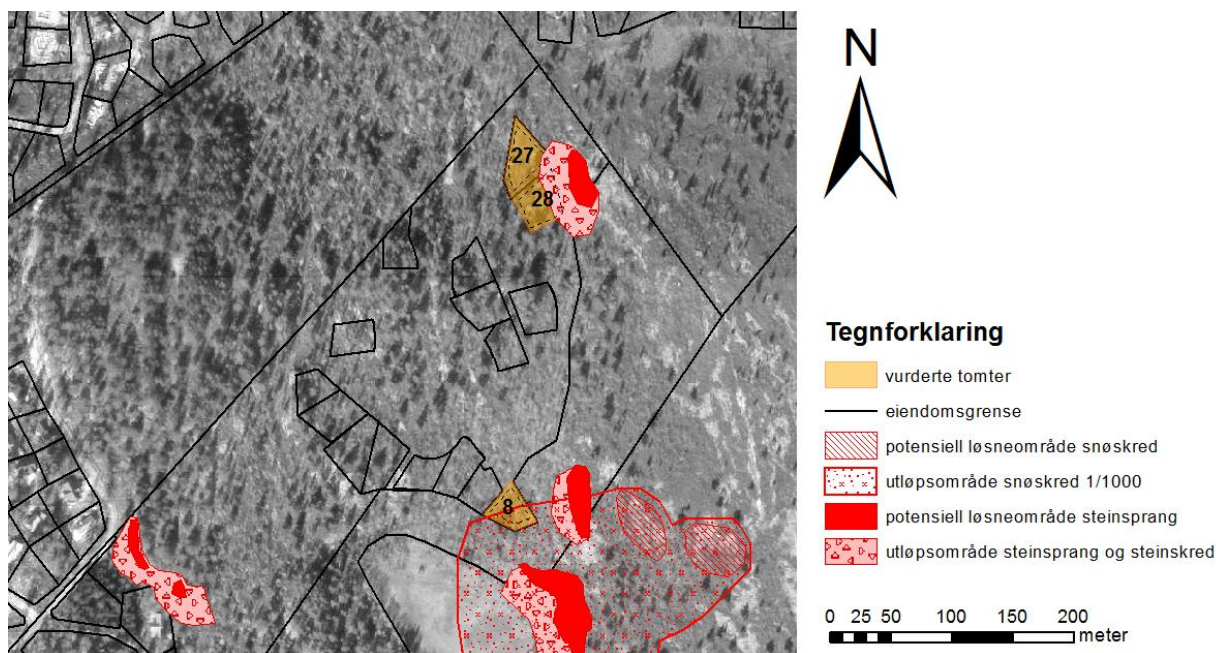 N
27
28
8
Tegnforklaring
vurderte tomter
eiendomsgrense
potensiell løsneområde snøskred
utløpsområde snøskred 1/1000
potensiell løsneområde steinsprang
utløpsområde steinsprang og steinskred
0 25 50 100 150 200
meter